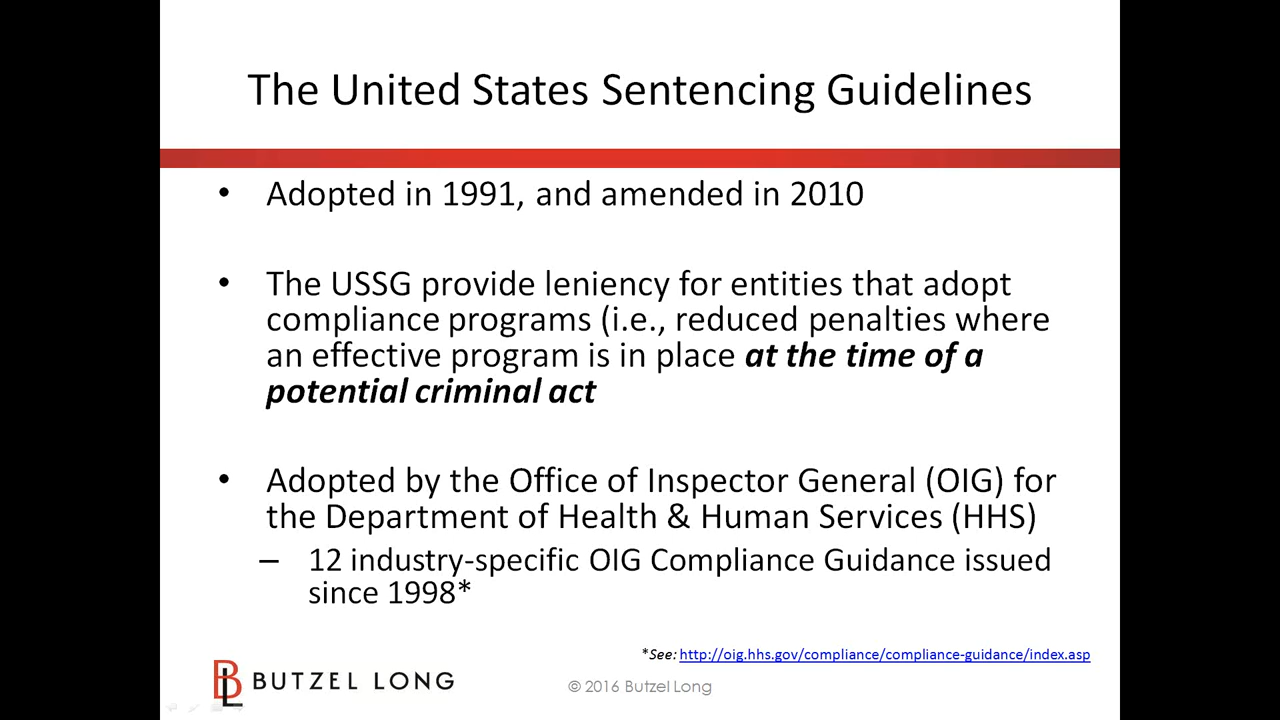 The United States Sentencing Guidelines
• Adopted in 1991, and amended in 2010
• The USSG provide leniency for entities that adopt
compliance programs (i.e., reduced penalties where
an effective program is in place at the time of a
potential criminal act
• Adopted by the Office of Inspector General (OIG) for
the Department of Health & Human Services (HHS)
– 12 industry-specific OIG Compliance Guidance issued
since 1998*
*See: http://oig.hhs.gov/compliance/compliance-guidance/index.asp
BL BUTZEL LONG
© 2016 Butzel Long